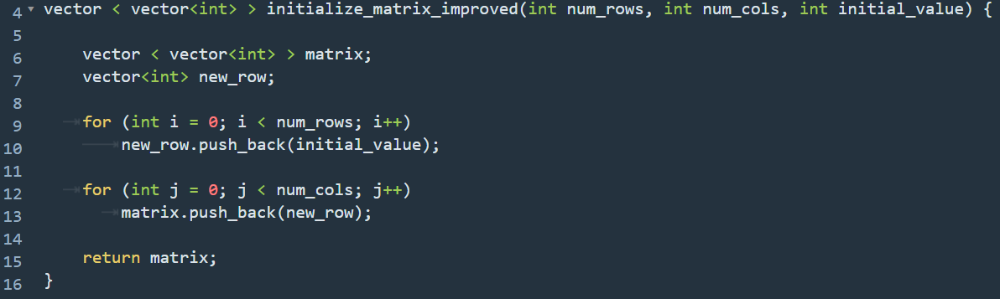 4 vector < vector<int> > initialize_matrix_improved(int num_rows, int num_cols, int initial_value) {
5
6     vector < vector<int> > matrix;
7     vector<int> new_row;
8
9     for (int i = 0; i < num_rows; i++)
10         new_row.push_back(initial_value);
11
12     for (int j = 0; j < num_cols; j++)
13         matrix.push_back(new_row);
14
15     return matrix;
16 }